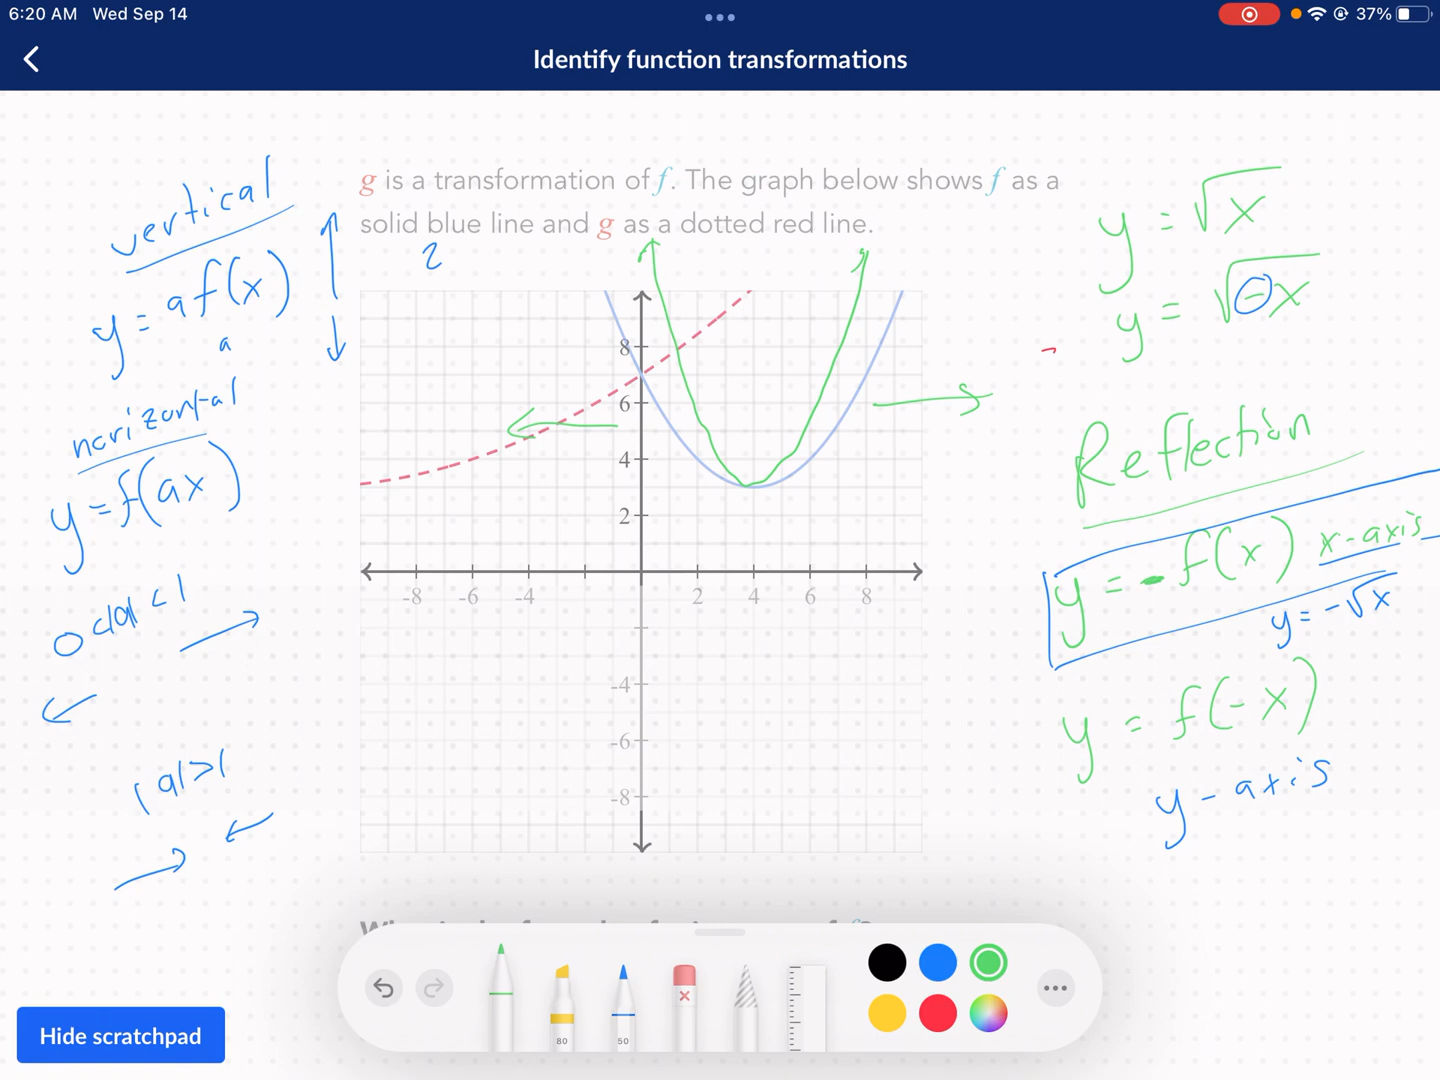 6:20 AM Wed Sep 14
37%
Identify function transformations
g is a transformation of f. The graph below shows f as a
solid blue line and g as a dotted red line.
vertical
y = af(x)
a
horizontal
y = f(ax)
0<|a|<1
|a|>1
2
8
6
4
2
-8 -6 -4 2 4 6 8
-4
-6
-8
y = √x
y = √-x
Reflection
y = -f(x) x-axis
y = -√x
y = f(-x)
y-axis
80
50
Hide scratchpad